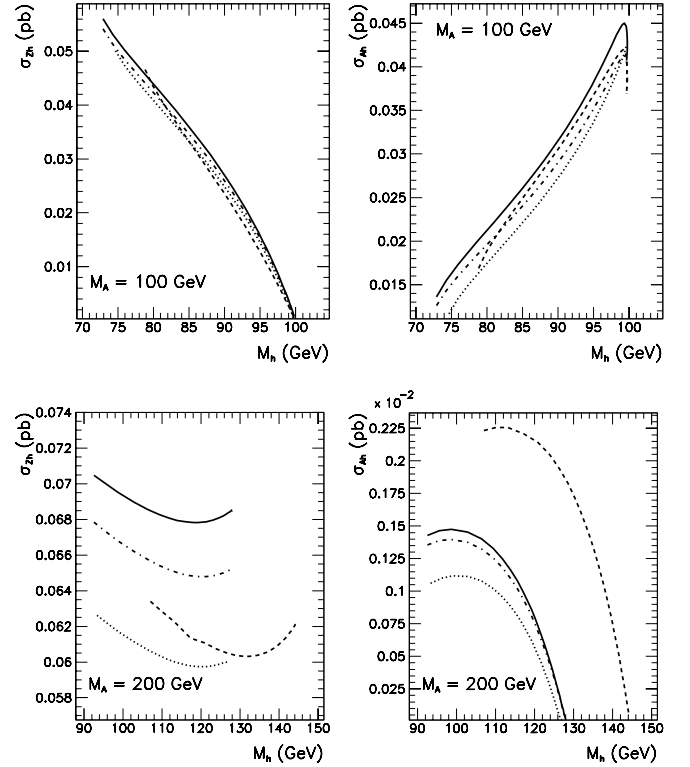 σZh (pb)
0.05
0.04
0.03
0.02
0.01
MA = 100 GeV
70 75 80 85 90 95 100
Mh (GeV)
σAh (pb)
0.045
0.04
0.035
0.03
0.025
0.02
0.015
MA = 100 GeV
70 75 80 85 90 95 100
Mh (GeV)
σZh (pb)
0.074
0.072
0.07
0.068
0.066
0.064
0.062
0.06
0.058
MA = 200 GeV
90 100 110 120 130 140 150
Mh (GeV)
x 10-2
σAh (pb)
0.225
0.2
0.175
0.15
0.125
0.1
0.075
0.05
0.025
MA = 200 GeV
90 100 110 120 130 140 150
Mh (GeV)